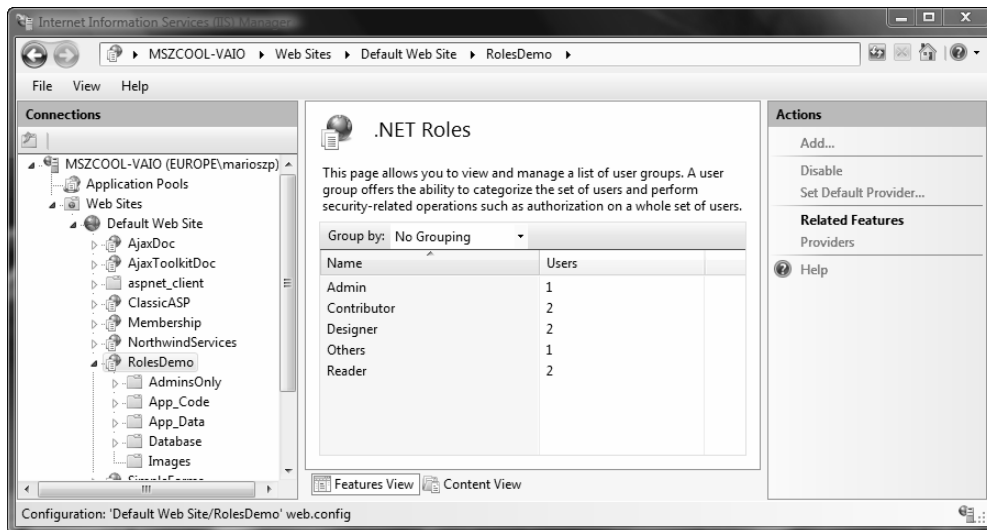 Internet Information Services (IIS) Manager
MSZCOOL-VAIO Web Sites Default Web Site RolesDemo
File View Help
Connections
MSZCOOL-VAIO (EUROPE\marioszp)
Application Pools
Web Sites
Default Web Site
AjaxDoc
AjaxToolkitDoc
aspnet_client
ClassicASP
Membership
NorthwindServices
RolesDemo
AdminsOnly
App_Code
App_Data
Database
Images
.NET Roles
This page allows you to view and manage a list of user groups. A user
group offers the ability to categorize the set of users and perform
security-related operations such as authorization on a whole set of users.
Group by: No Grouping
Name Users
Admin 1
Contributor 2
Designer 2
Others 1
Reader 2
Features View Content View
Actions
Add...
Disable
Set Default Provider...
Related Features
Providers
Help
Configuration: 'Default Web Site/RolesDemo' web.config